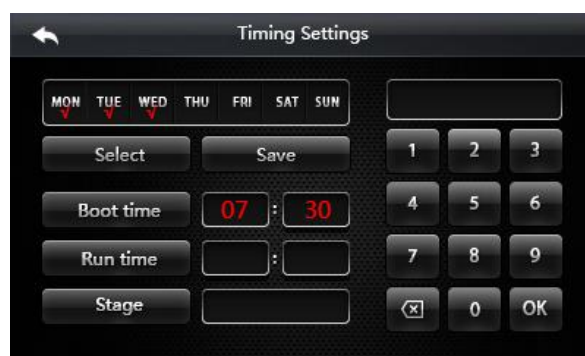 Timing Settings
MON TUE WED THU FRI SAT SUN
√ √ √
Select Save
Boot time 07 : 30
Run time :
Stage
1 2 3
4 5 6
7 8 9
0 OK